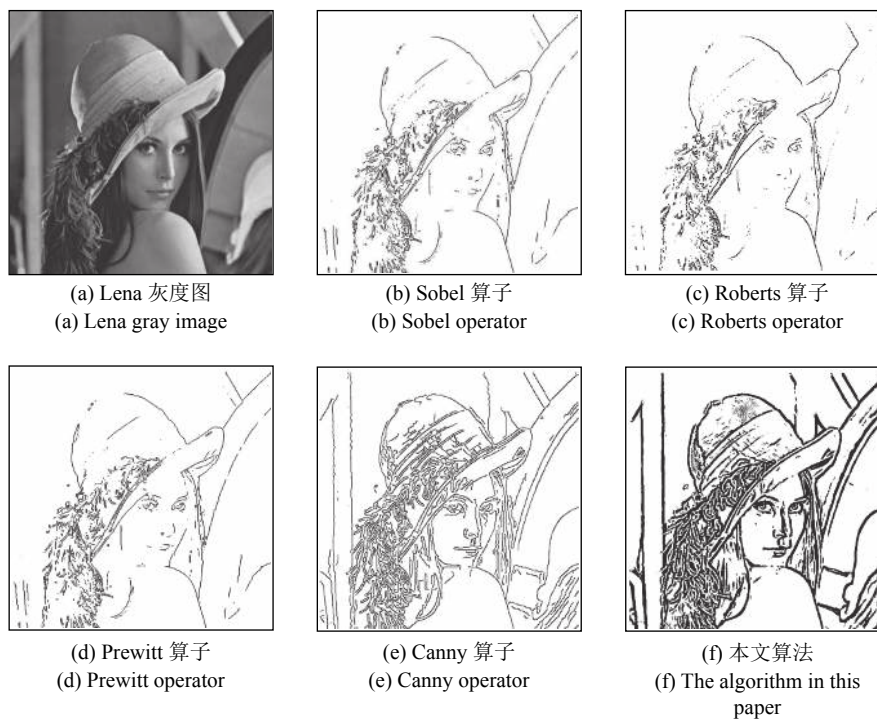 (a) Lena 灰度图
(a) Lena gray image
(b) Sobel 算子
(b) Sobel operator
(c) Roberts 算子
(c) Roberts operator
(d) Prewitt 算子
(d) Prewitt operator
(e) Canny 算子
(e) Canny operator
(f) 本文算法
(f) The algorithm in this
paper